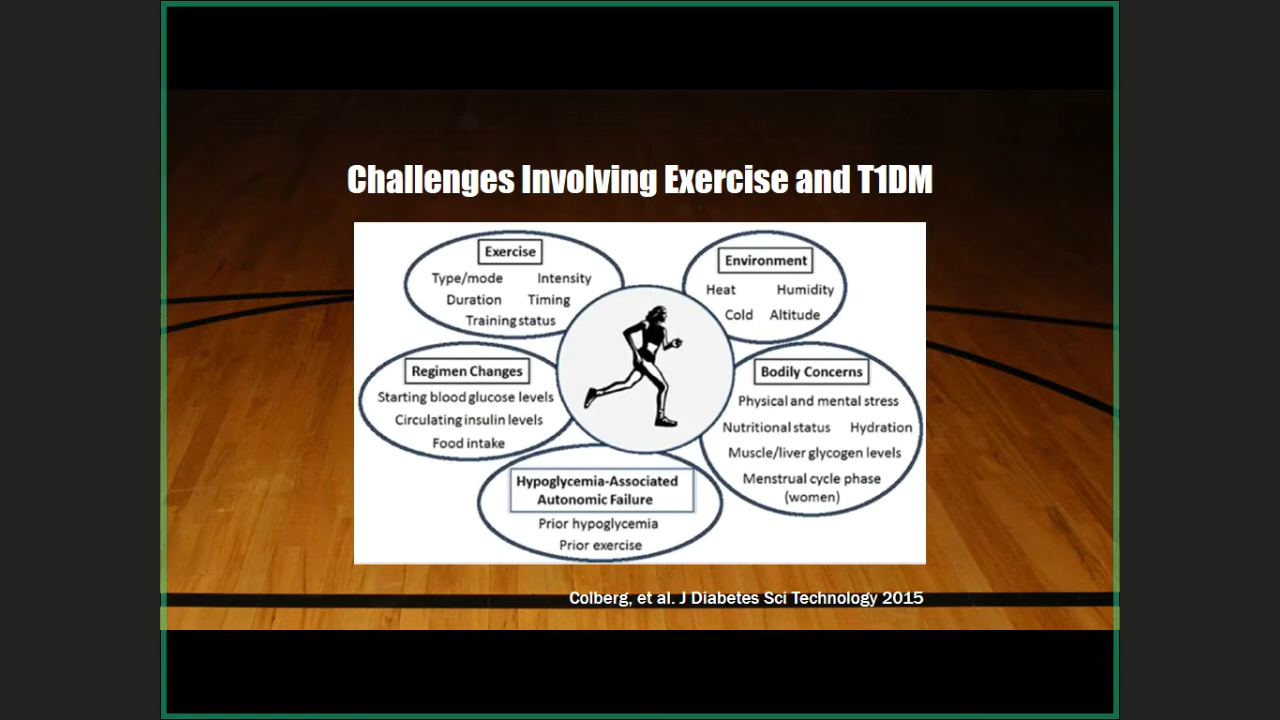 Challenges Involving Exercise and T1DM
Exercise
Type/mode Intensity
Duration Timing
Training status
Environment
Heat Humidity
Cold Altitude
Regimen Changes
Starting blood glucose levels
Circulating insulin levels
Food intake
Bodily Concerns
Physical and mental stress
Nutritional status Hydration
Muscle/liver glycogen levels
Menstrual cycle phase
(women)
Hypoglycemia-Associated
Autonomic Failure
Prior hypoglycemia
Prior exercise
Colberg, et al. J Diabetes Sci Technology 2015